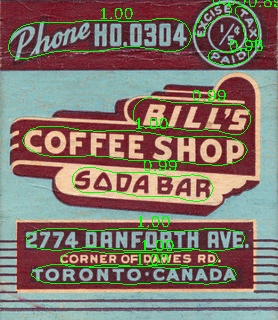 Phone HO. 0304
EXCISE TAX
1/4¢
PAID
BILL'S
COFFEE SHOP
SODA BAR
2774 DANFORTH AVE.
CORNER OF DAWES RD.
TORONTO · CANADA